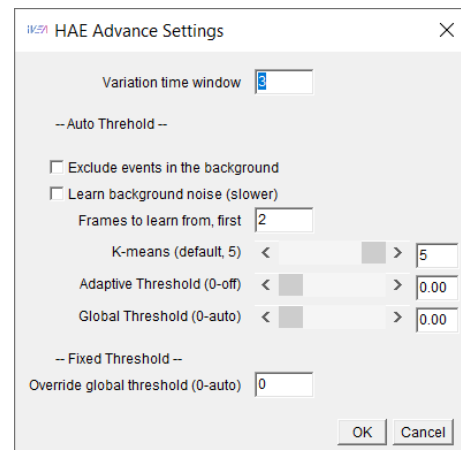 iVEA HAE Advance Settings
Variation time window 3
-- Auto Threhold --
Exclude events in the background
Learn background noise (slower)
Frames to learn from, first 2
K-means (default, 5) 5
Adaptive Threshold (0-off) 0.00
Global Threshold (0-auto) 0.00
-- Fixed Threshold --
Override global threshold (0-auto) 0
OK Cancel